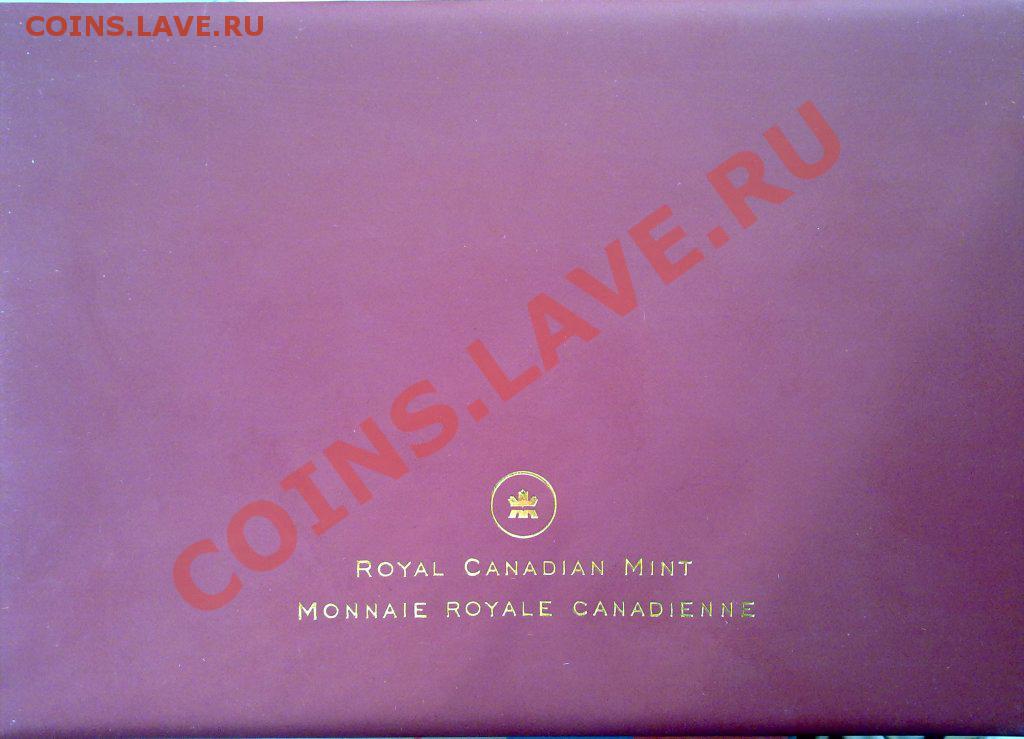 COINS.LAVE.RU
COINS.LAVE.RU
ROYAL CANADIAN MINT
MONNAIE ROYALE CANADIENNE